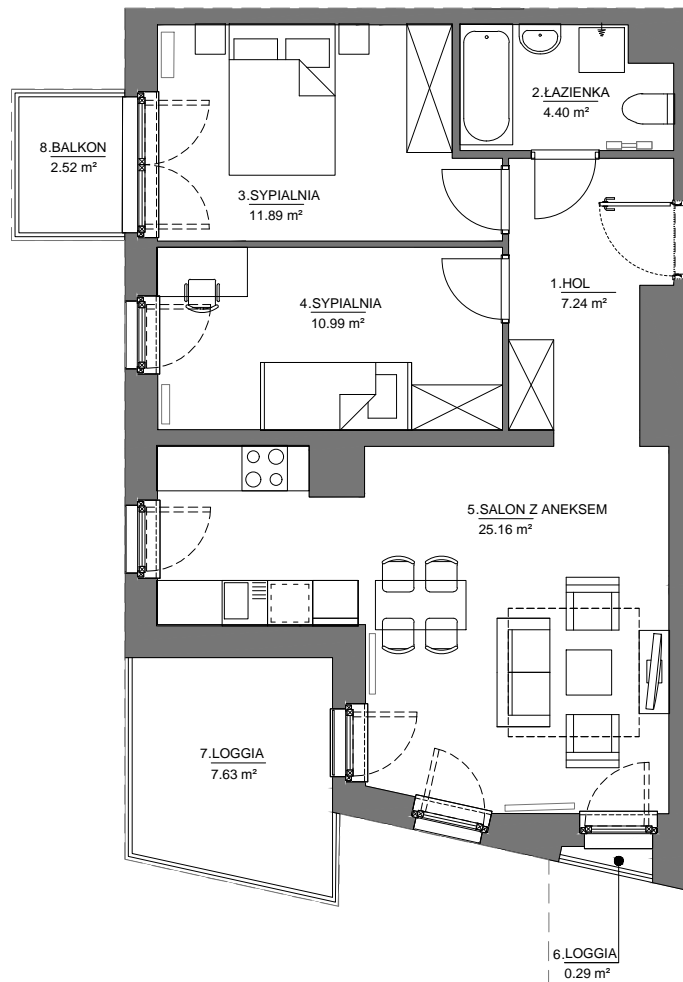 2.ŁAZIENKA
4.40 m²
8.BALKON
2.52 m²
3.SYPIALNIA
11.89 m²
1.HOL
7.24 m²
4.SYPIALNIA
10.99 m²
5.SALON Z ANEKSEM
25.16 m²
7.LOGGIA
7.63 m²
6.LOGGIA
0.29 m²